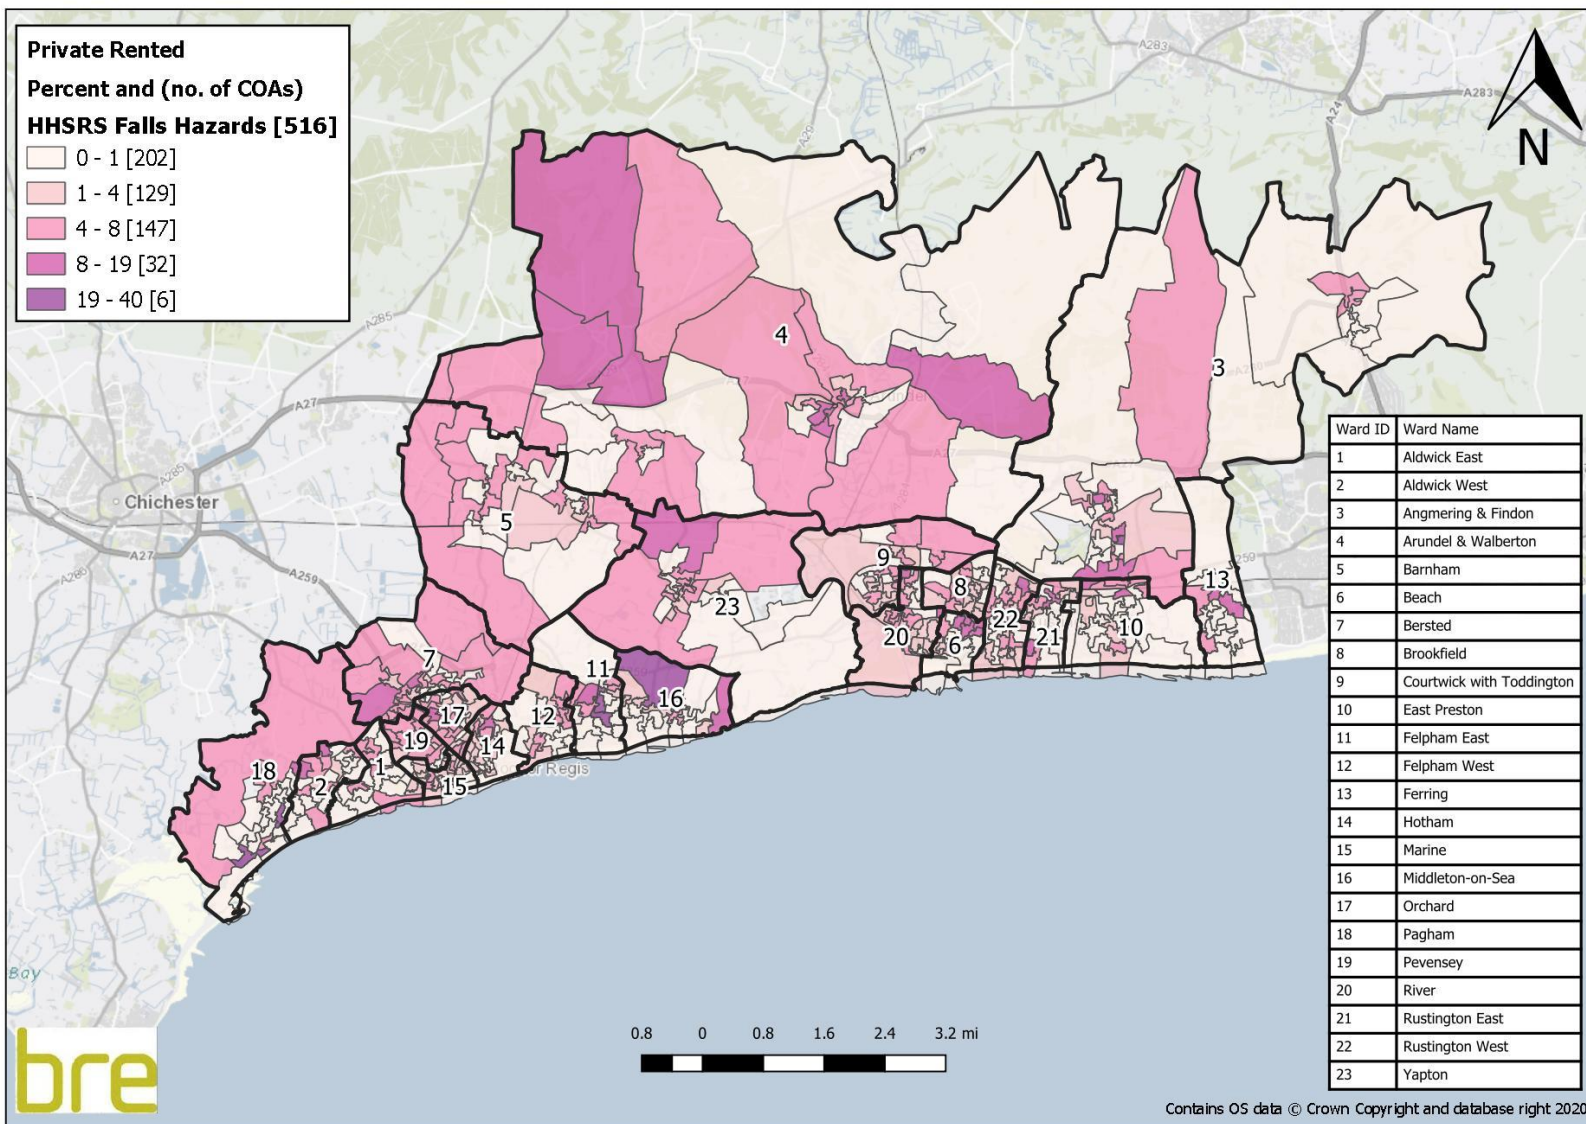 Private Rented
Percent and (no. of COAs)
HHSRS Falls Hazards [516]
0 - 1 [202]
1 - 4 [129]
4 - 8 [147]
8 - 19 [32]
19 - 40 [6]
A283
A283
A24
A29
N
A285
A27
A27
A27
Chichester
A27
A259
A286
259
4
3
5
9
8
13
23
20
6
22
21
10
7
11
16
17
12
19
14
18
2
1
15
Regis
Bay
Ward ID Ward Name
1 Aldwick East
2 Aldwick West
3 Angmering & Findon
4 Arundel & Walberton
5 Barnham
6 Beach
7 Bersted
8 Brookfield
9 Courtwick with Toddington
10 East Preston
11 Felpham East
12 Felpham West
13 Ferring
14 Hotham
15 Marine
16 Middleton-on-Sea
17 Orchard
18 Pagham
19 Pevensey
20 River
21 Rustington East
22 Rustington West
23 Yapton
0.8 0 0.8 1.6 2.4 3.2 mi
bre
Contains OS data © Crown Copyright and database right 2020